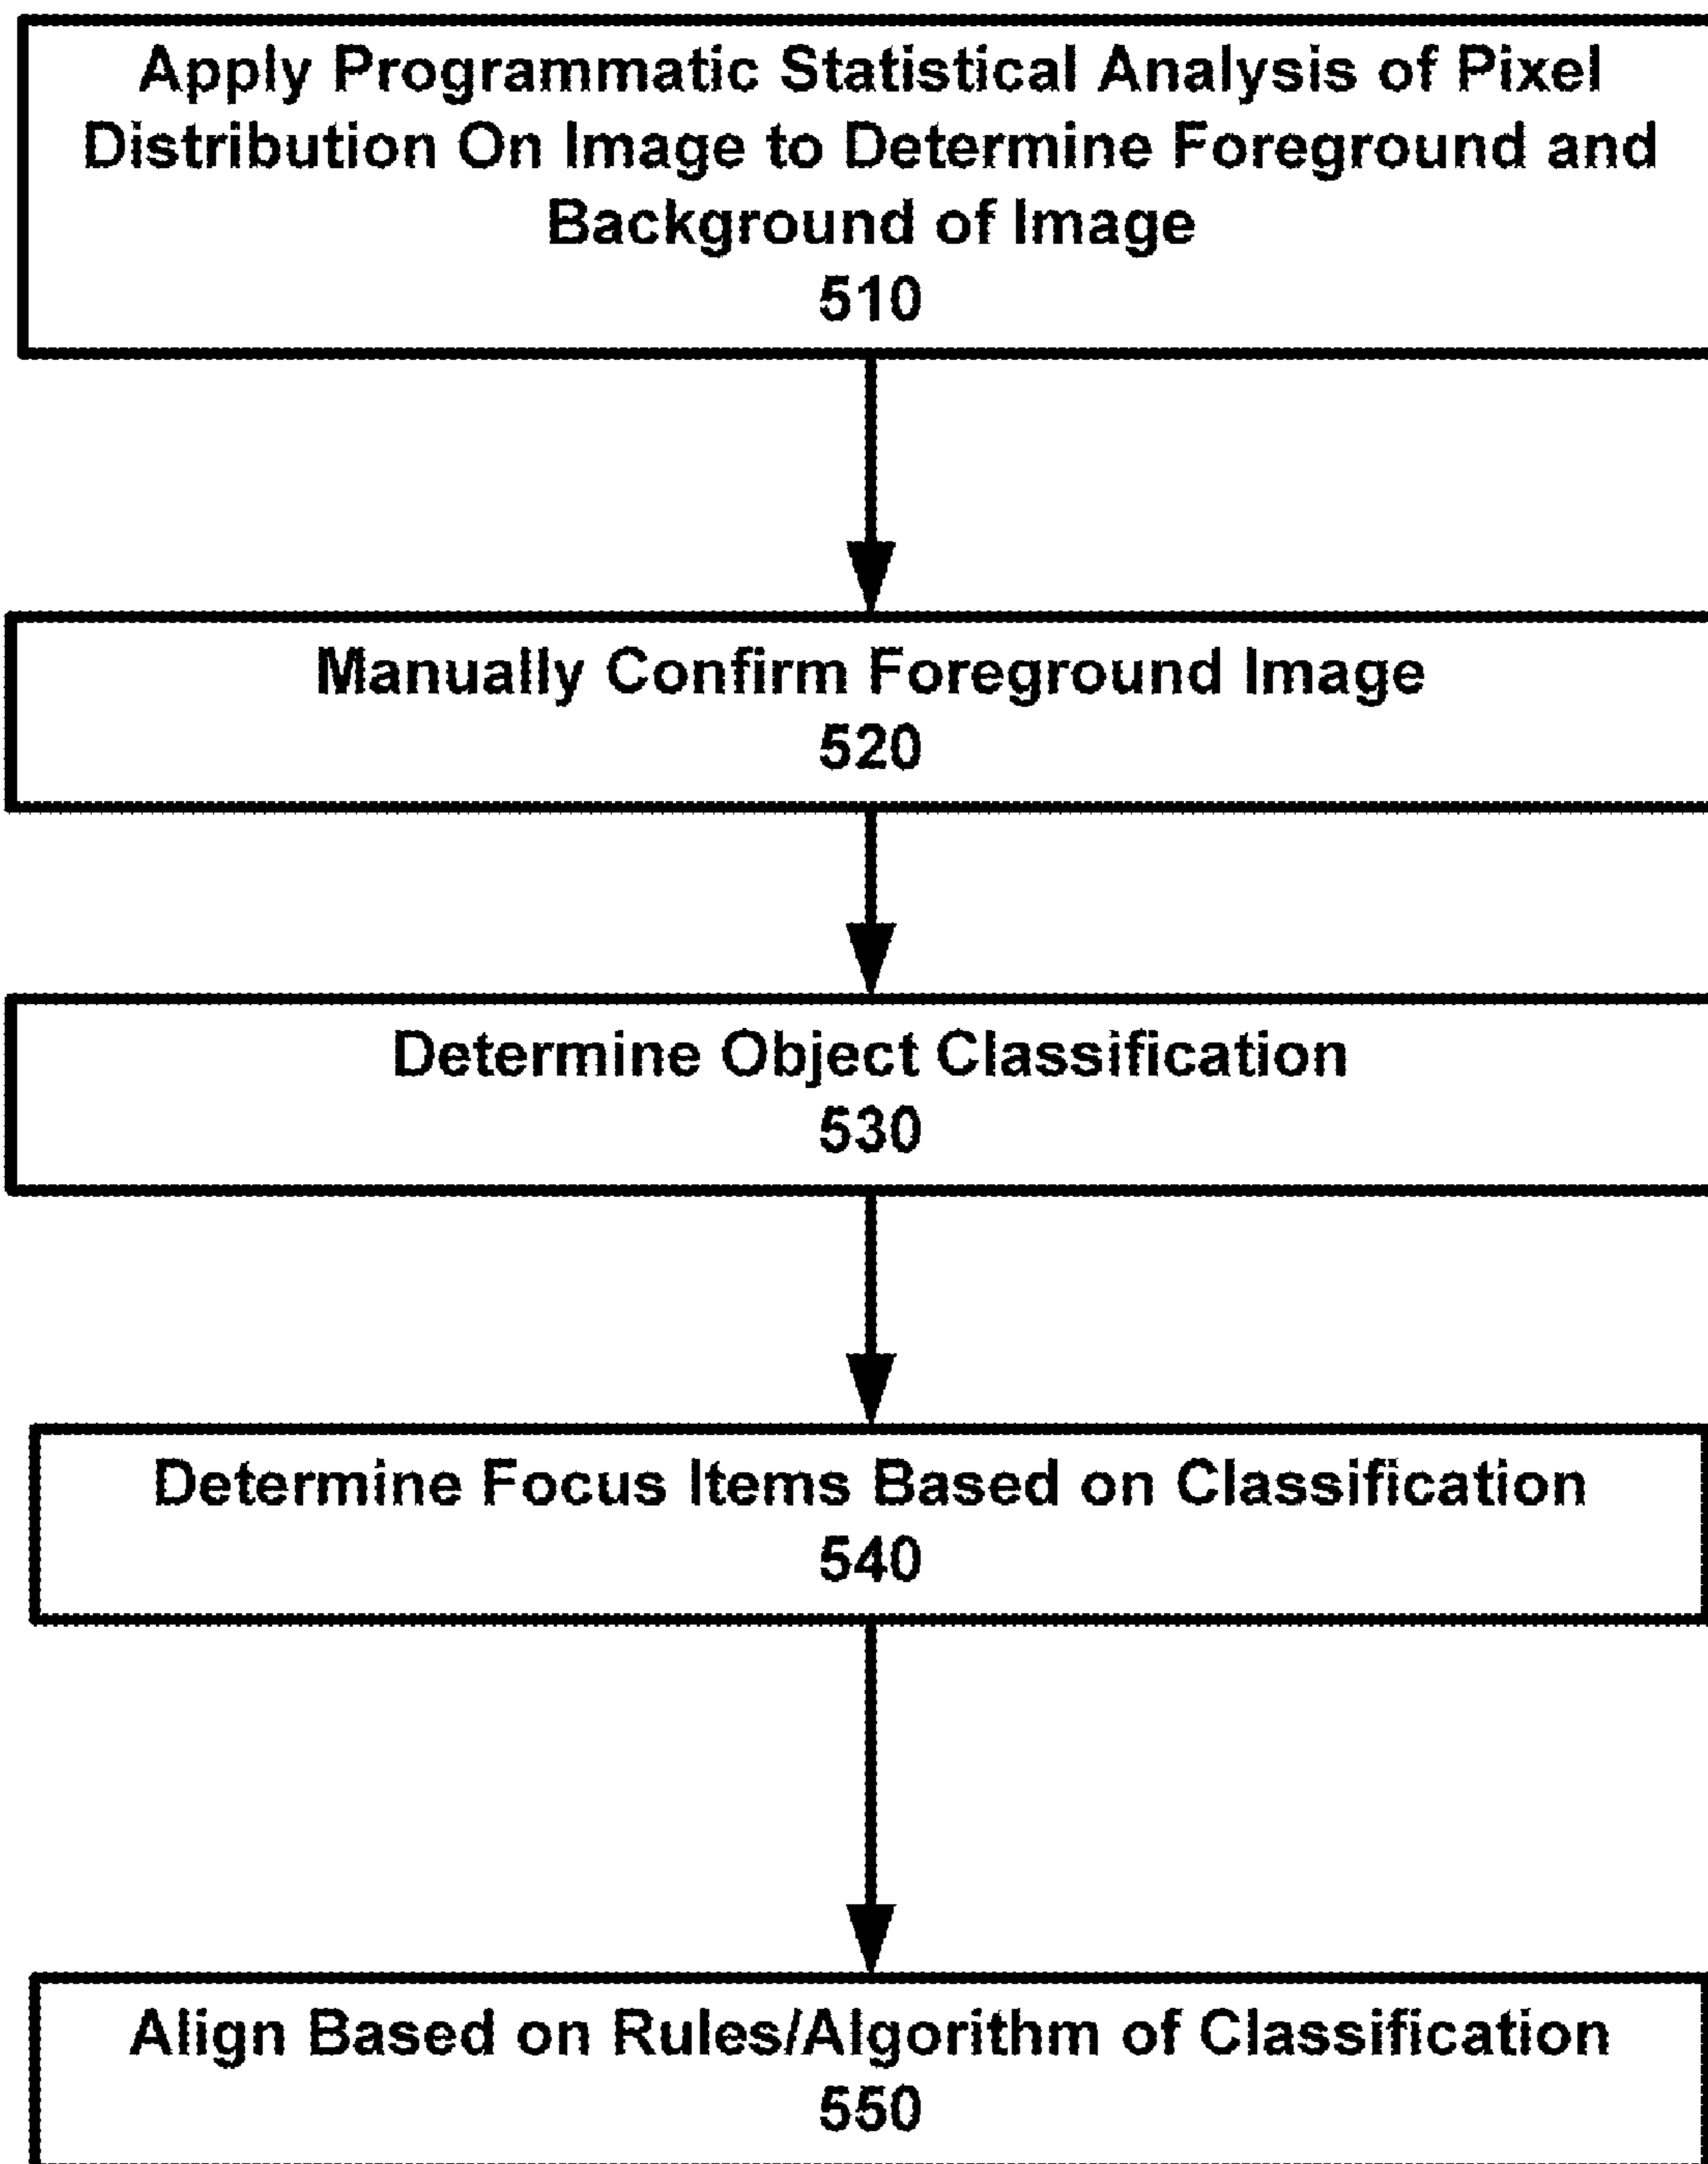 Apply Programmatic Statistical Analysis of Pixel
Distribution On Image to Determine Foreground and
Background of Image
510
Manually Confirm Foreground Image
520
Determine Object Classification
530
Determine Focus Items Based on Classification
540
Align Based on Rules/Algorithm of Classification
550